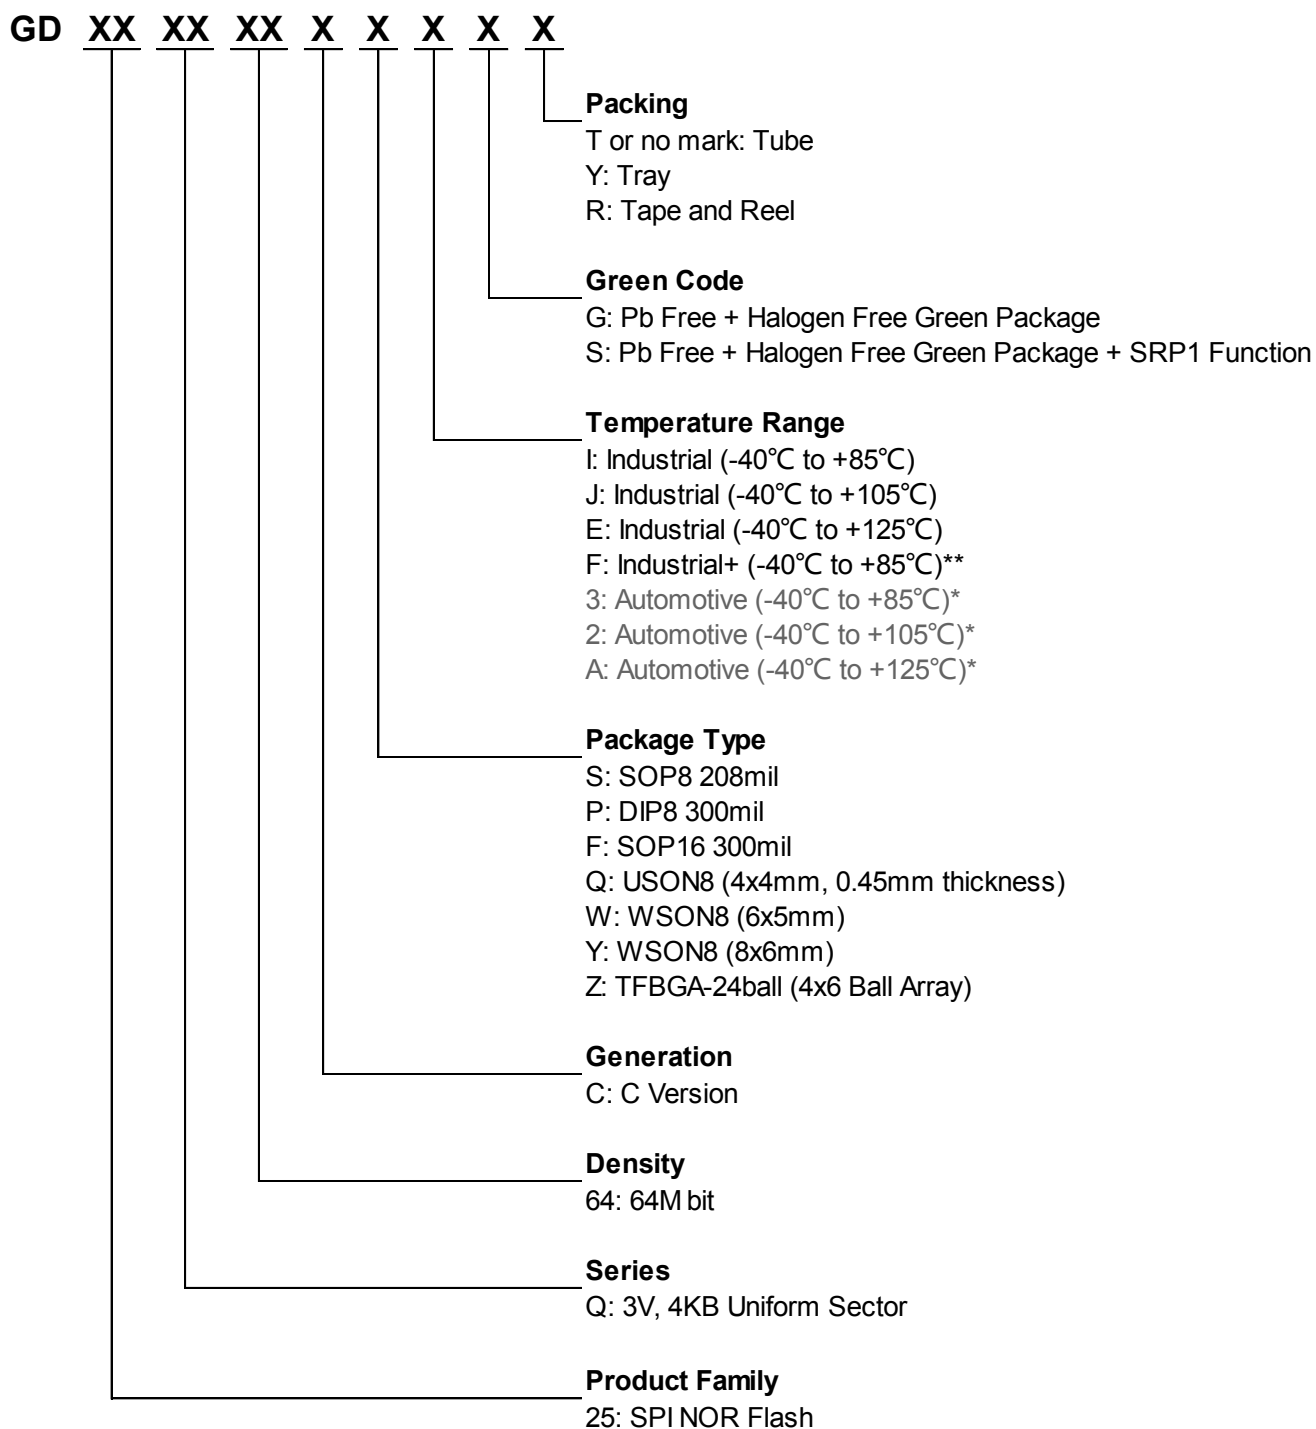 GD XX XX XX X X X X X
Packing
T or no mark: Tube
Y: Tray
R: Tape and Reel
Green Code
G: Pb Free + Halogen Free Green Package
S: Pb Free + Halogen Free Green Package + SRP1 Function
Temperature Range
I: Industrial (-40℃ to +85℃)
J: Industrial (-40℃ to +105℃)
E: Industrial (-40℃ to +125℃)
F: Industrial+ (-40℃ to +85℃)**
3: Automotive (-40℃ to +85℃)*
2: Automotive (-40℃ to +105℃)*
A: Automotive (-40℃ to +125℃)*
Package Type
S: SOP8 208mil
P: DIP8 300mil
F: SOP16 300mil
Q: USON8 (4x4mm, 0.45mm thickness)
W: WSON8 (6x5mm)
Y: WSON8 (8x6mm)
Z: TFBGA-24ball (4x6 Ball Array)
Generation
C: C Version
Density
64: 64M bit
Series
Q: 3V, 4KB Uniform Sector
Product Family
25: SPI NOR Flash